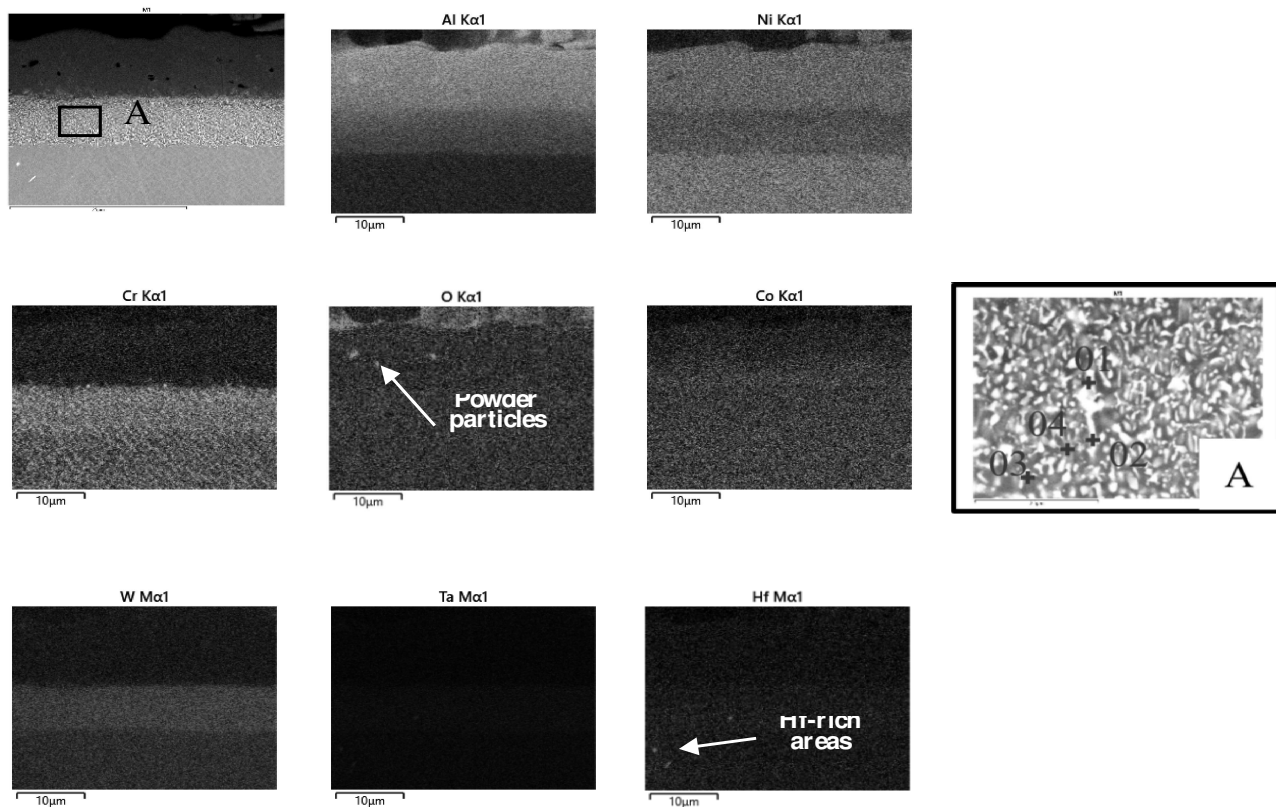 Al Kα1
Ni Kα1
A
10µm
10µm
Cr Kα1
O Kα1
Co Kα1
Powder
particles
01
04
02
03
A
10µm
10µm
10µm
W Mα1
Ta Mα1
Hf Mα1
Hf-rich
areas
10µm
10µm
10µm